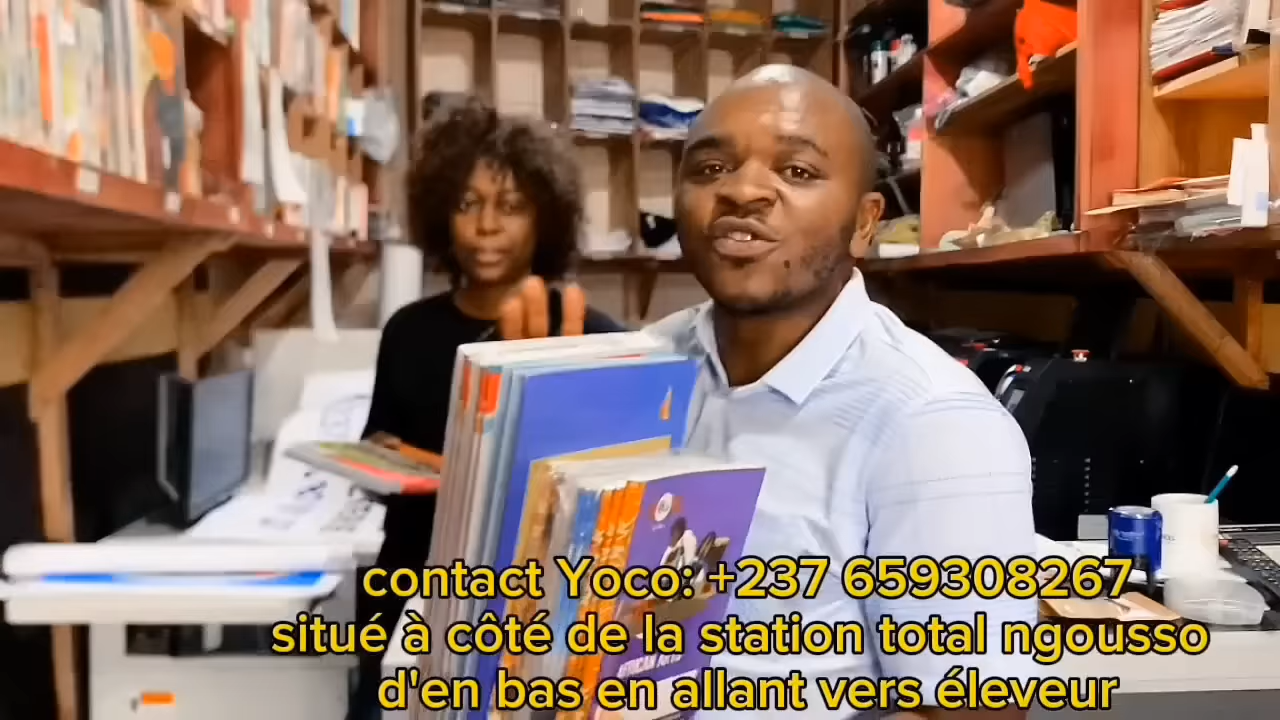 contact Yoco: +237 659308267
situé à côté de la station total ngousso
d'en bas en allant vers éleveur